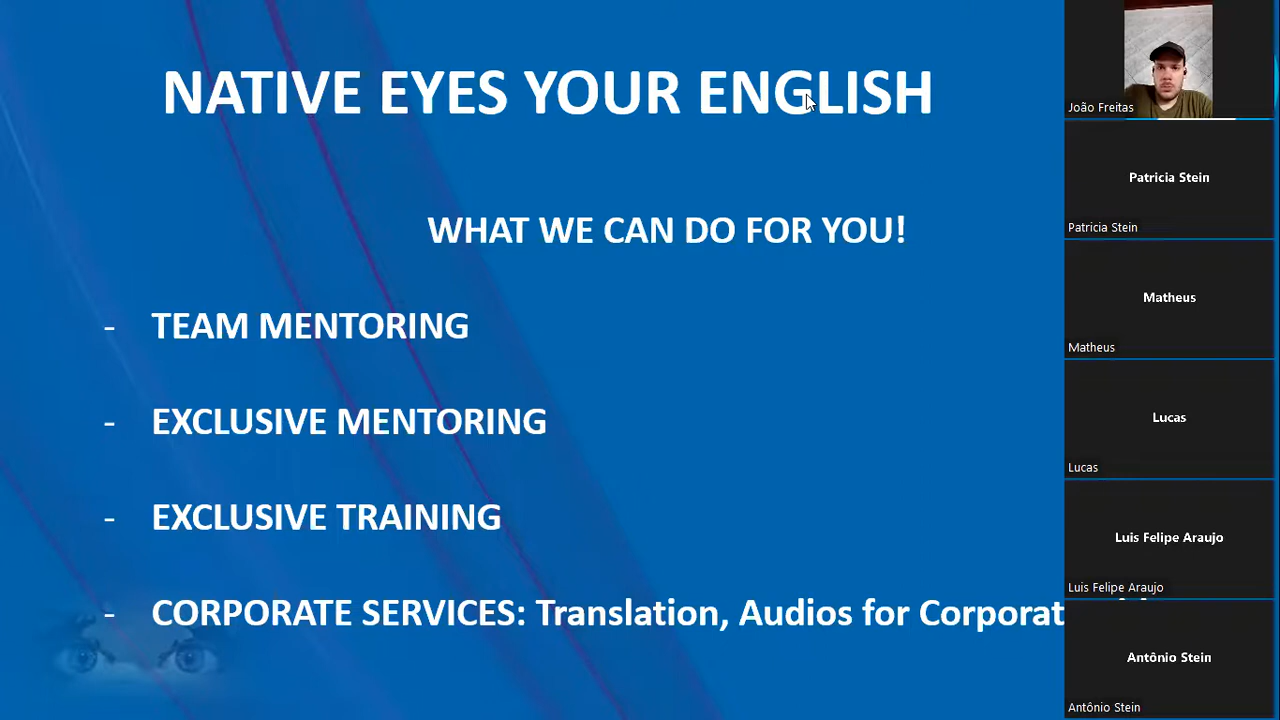 NATIVE EYES YOUR ENGLISH
WHAT WE CAN DO FOR YOU!
- TEAM MENTORING
- EXCLUSIVE MENTORING
- EXCLUSIVE TRAINING
- CORPORATE SERVICES: Translation, Audios for Corporat
João Freitas
Patricia Stein
Patricia Stein
Matheus
Matheus
Lucas
Lucas
Luis Felipe Araujo
Luis Felipe Araujo
Antônio Stein
Antônio Stein